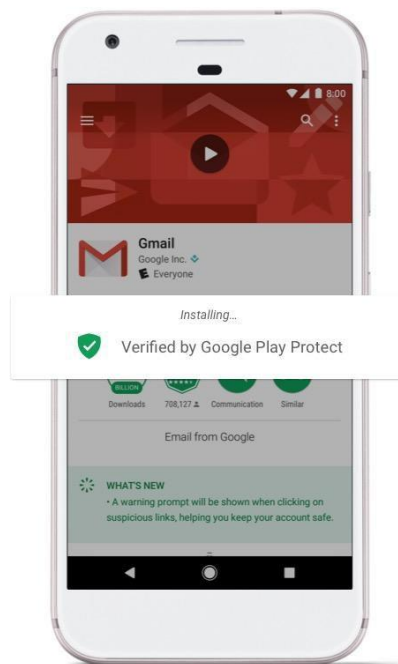 8:00
Gmail
Google Inc.
E Everyone
Installing…
Verified by Google Play Protect
BILLION
Downloads 708,127 Communication Similar
Email from Google
WHAT'S NEW
• A warning prompt will be shown when clicking on
suspicious links, helping you keep your account safe.